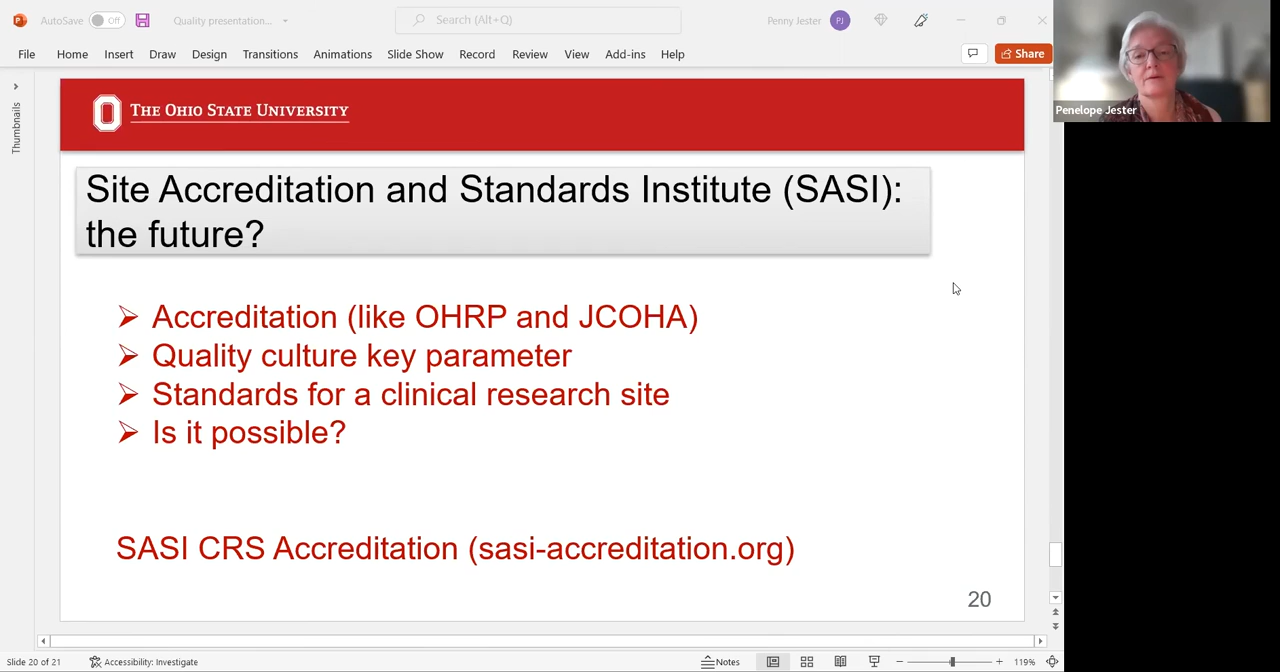 AutoSave Off Quality presentation... Search (Alt+Q) Penny Jester PJ
File Home Insert Draw Design Transitions Animations Slide Show Record Review View Add-ins Help Share
Thumbnails
THE OHIO STATE UNIVERSITY
Site Accreditation and Standards Institute (SASI):
the future?
Accreditation (like OHRP and JCOHA)
Quality culture key parameter
Standards for a clinical research site
Is it possible?
SASI CRS Accreditation (sasi-accreditation.org)
20
Slide 20 of 21 Accessibility: Investigate Notes 119%
Penelope Jester